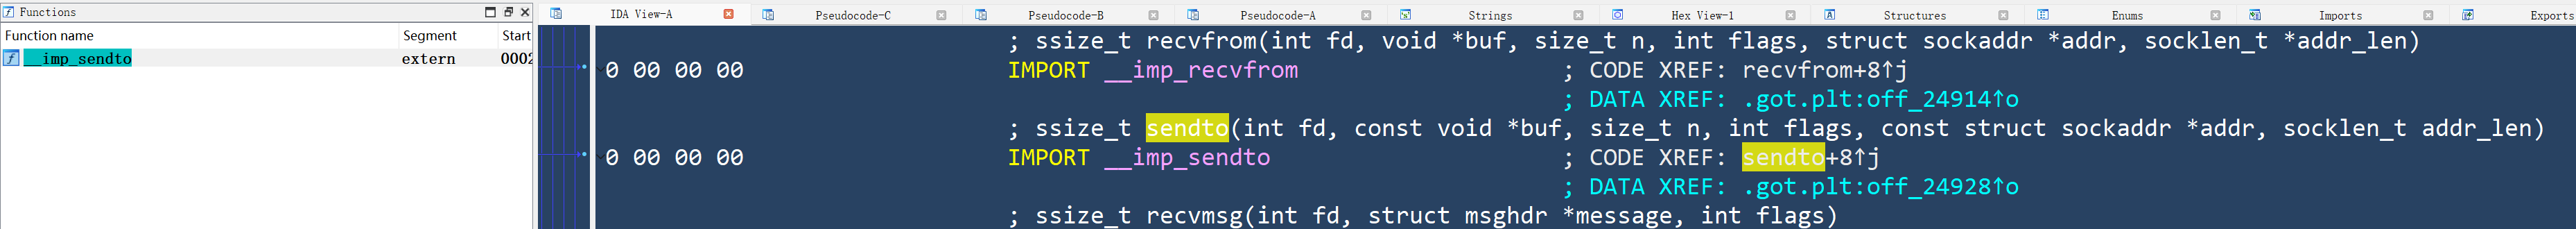 Functions
IDA View-A Pseudocode-C Pseudocode-B Pseudocode-A Strings Hex View-1 Structures Enums Imports Exports
Function name Segment Start
__imp_sendto extern 0002
; ssize_t recvfrom(int fd, void *buf, size_t n, int flags, struct sockaddr *addr, socklen_t *addr_len)
0 00 00 00 IMPORT __imp_recvfrom ; CODE XREF: recvfrom+8↑j
; DATA XREF: .got.plt:off_24914↑o
; ssize_t sendto(int fd, const void *buf, size_t n, int flags, const struct sockaddr *addr, socklen_t addr_len)
0 00 00 00 IMPORT __imp_sendto ; CODE XREF: sendto+8↑j
; DATA XREF: .got.plt:off_24928↑o
; ssize_t recvmsg(int fd, struct msghdr *message, int flags)